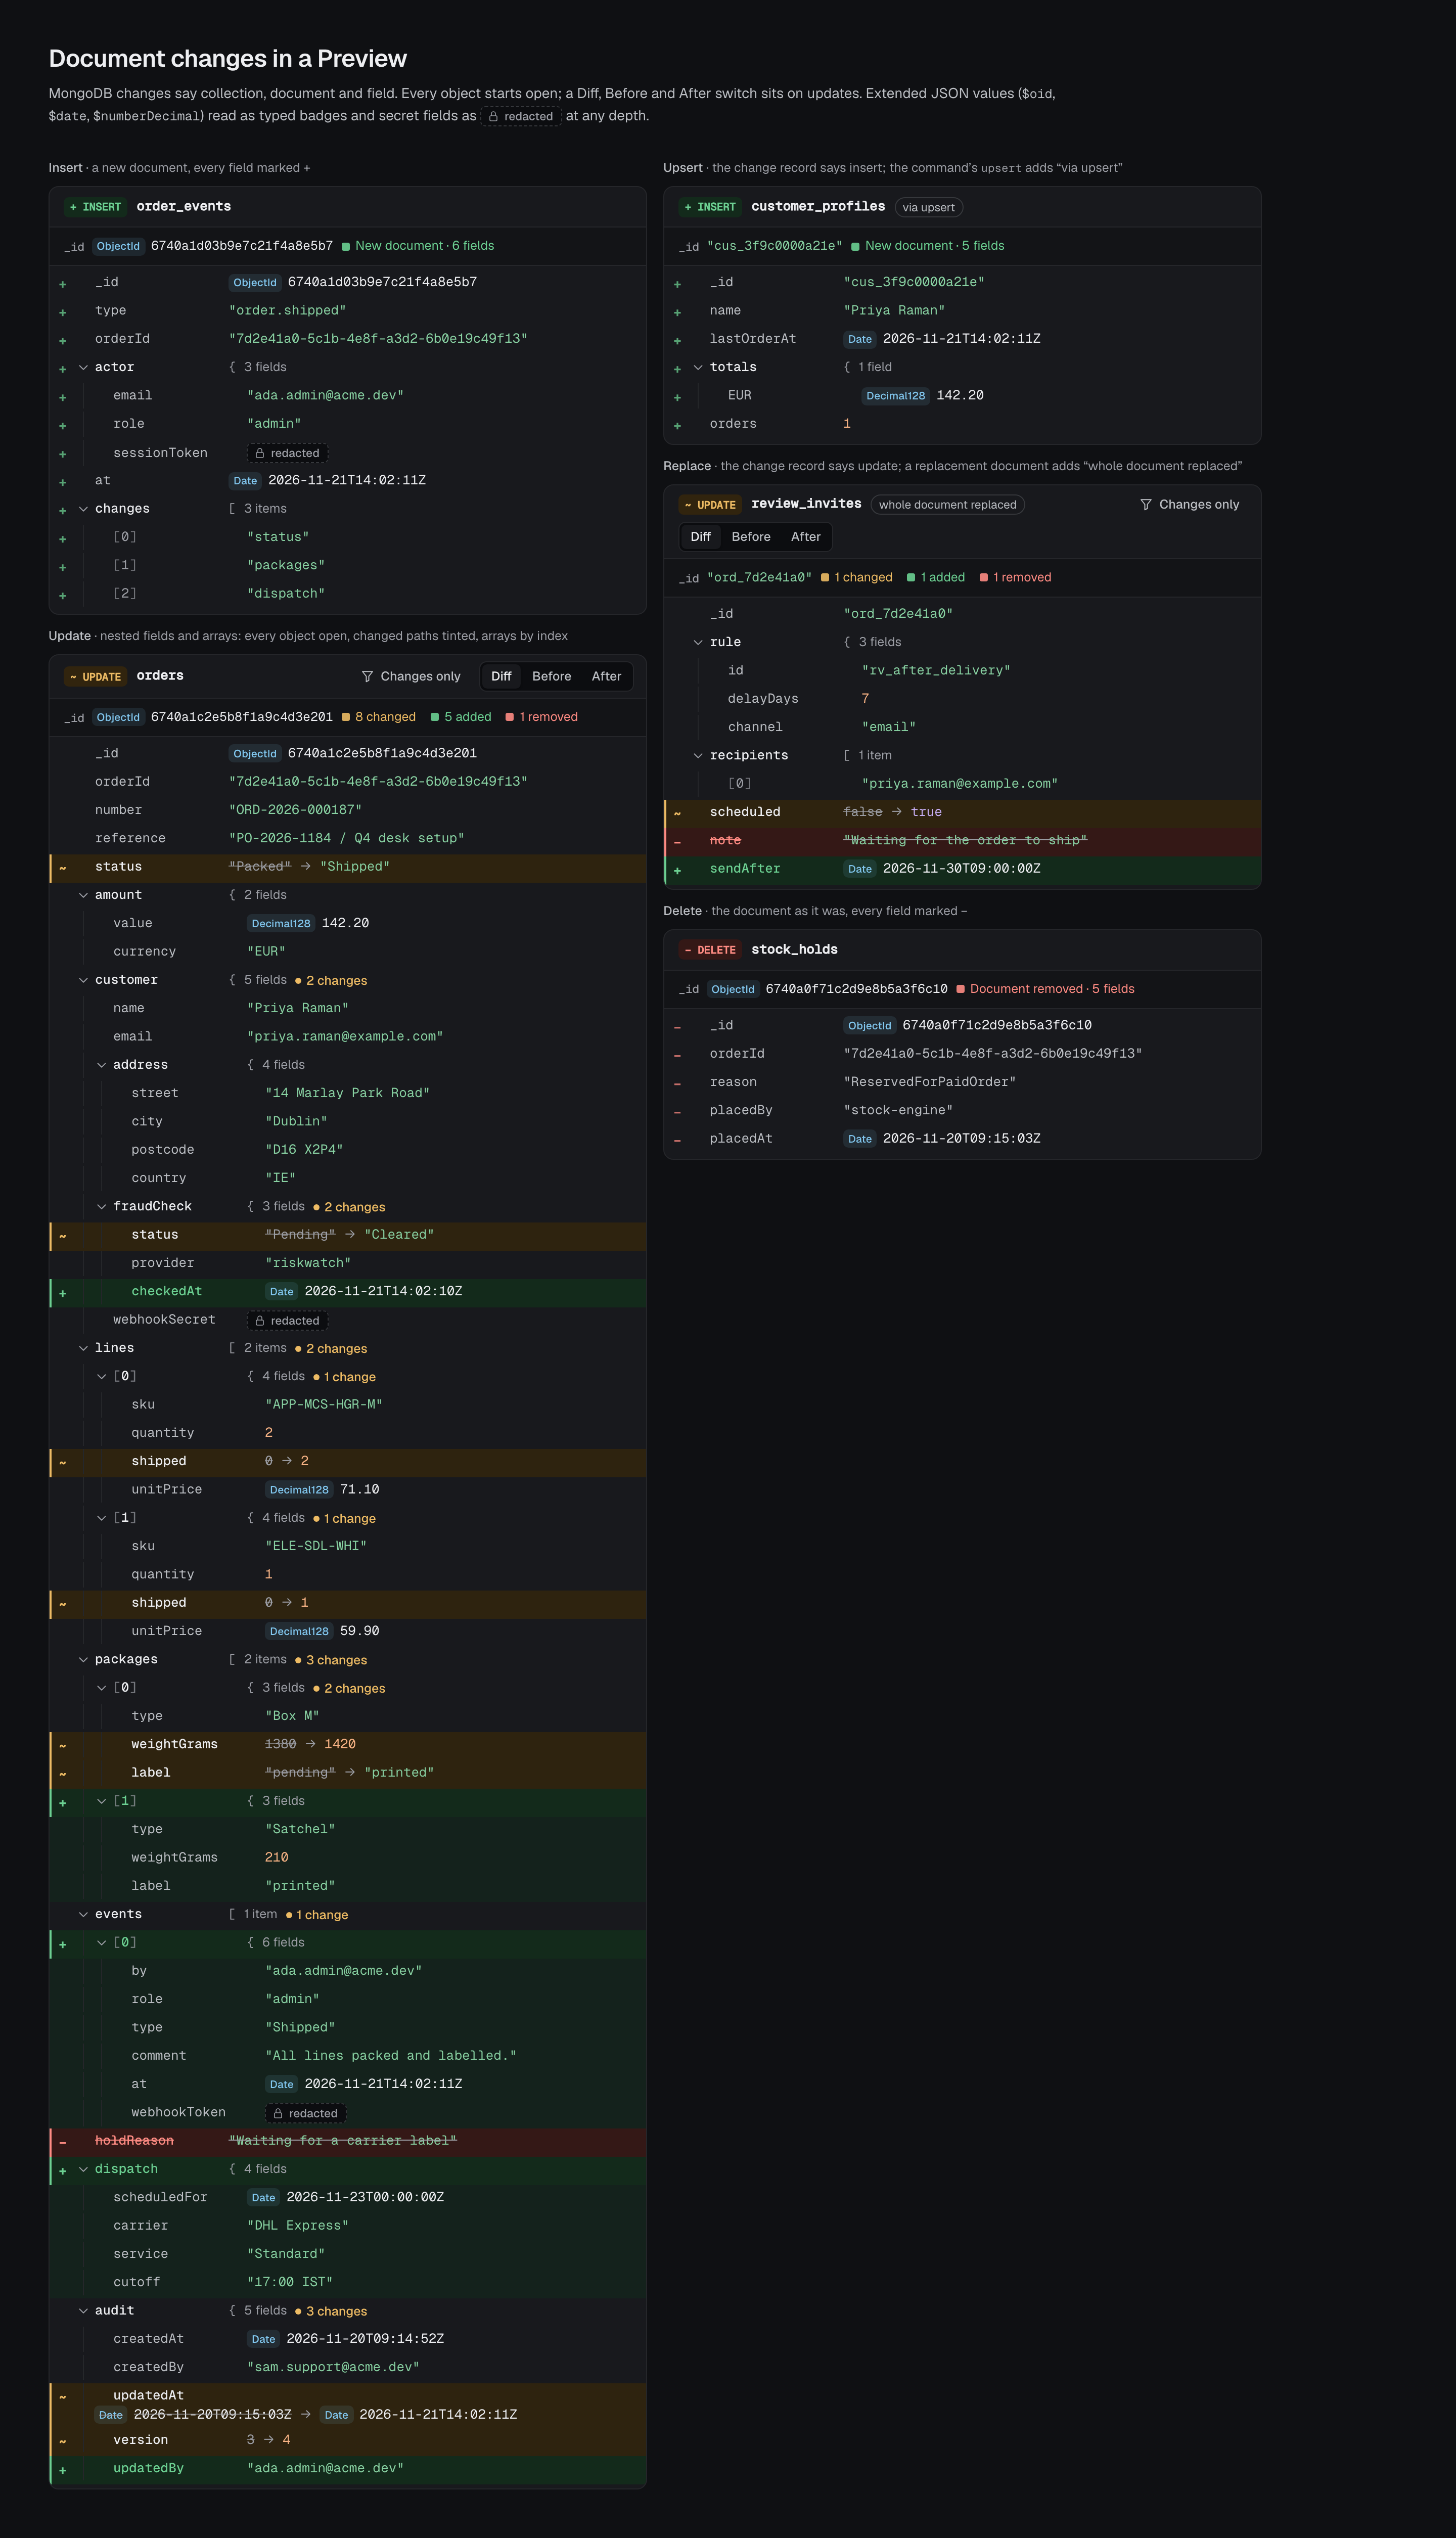 Document changes in a Preview
MongoDB changes say collection, document and field. Every object starts open; a Diff, Before and After switch sits on updates. Extended JSON values ($oid,
$date, $numberDecimal) read as typed badges and secret fields as redacted at any depth.
Insert · a new document, every field marked +
+ INSERT order_events
_id ObjectId 6740a1d03b9e7c21f4a8e5b7 New document · 6 fields
+ _id ObjectId 6740a1d03b9e7c21f4a8e5b7
+ type "order.shipped"
+ orderId "7d2e41a0-5c1b-4e8f-a3d2-6b0e19c49f13"
+ actor { 3 fields
+ email "ada.admin@acme.dev"
+ role "admin"
+ sessionToken redacted
+ at Date 2026-11-21T14:02:11Z
+ changes [ 3 items
+ [0] "status"
+ [1] "packages"
+ [2] "dispatch"
Update · nested fields and arrays: every object open, changed paths tinted, arrays by index
~ UPDATE orders Changes only Diff Before After
_id ObjectId 6740a1c2e5b8f1a9c4d3e201 8 changed 5 added 1 removed
_id ObjectId 6740a1c2e5b8f1a9c4d3e201
orderId "7d2e41a0-5c1b-4e8f-a3d2-6b0e19c49f13"
number "ORD-2026-000187"
reference "PO-2026-1184 / Q4 desk setup"
~ status "Packed" → "Shipped"
amount { 2 fields
value Decimal128 142.20
currency "EUR"
customer { 5 fields 2 changes
name "Priya Raman"
email "priya.raman@example.com"
address { 4 fields
street "14 Marlay Park Road"
city "Dublin"
postcode "D16 X2P4"
country "IE"
fraudCheck { 3 fields 2 changes
~ status "Pending" → "Cleared"
provider "riskwatch"
+ checkedAt Date 2026-11-21T14:02:10Z
webhookSecret redacted
lines [ 2 items 2 changes
[0] { 4 fields 1 change
sku "APP-MCS-HGR-M"
quantity 2
~ shipped 0 → 2
unitPrice Decimal128 71.10
[1] { 4 fields 1 change
sku "ELE-SDL-WHI"
quantity 1
~ shipped 0 → 1
unitPrice Decimal128 59.90
packages [ 2 items 3 changes
[0] { 3 fields 2 changes
type "Box M"
~ weightGrams 1380 → 1420
~ label "pending" → "printed"
+ [1] { 3 fields
type "Satchel"
weightGrams 210
label "printed"
events [ 1 item 1 change
+ [0] { 6 fields
by "ada.admin@acme.dev"
role "admin"
type "Shipped"
comment "All lines packed and labelled."
at Date 2026-11-21T14:02:11Z
webhookToken redacted
− holdReason "Waiting for a carrier label"
+ dispatch { 4 fields
scheduledFor Date 2026-11-23T00:00:00Z
carrier "DHL Express"
service "Standard"
cutoff "17:00 IST"
audit { 5 fields 3 changes
createdAt Date 2026-11-20T09:14:52Z
createdBy "sam.support@acme.dev"
~ updatedAt
Date 2026-11-20T09:15:03Z → Date 2026-11-21T14:02:11Z
~ version 3 → 4
+ updatedBy "ada.admin@acme.dev"
Upsert · the change record says insert; the command's upsert adds “via upsert”
+ INSERT customer_profiles via upsert
_id "cus_3f9c0000a21e" New document · 5 fields
+ _id "cus_3f9c0000a21e"
+ name "Priya Raman"
+ lastOrderAt Date 2026-11-21T14:02:11Z
+ totals { 1 field
+ EUR Decimal128 142.20
+ orders 1
Replace · the change record says update; a replacement document adds “whole document replaced”
~ UPDATE review_invites whole document replaced Changes only
Diff Before After
_id "ord_7d2e41a0" 1 changed 1 added 1 removed
_id "ord_7d2e41a0"
rule { 3 fields
id "rv_after_delivery"
delayDays 7
channel "email"
recipients [ 1 item
[0] "priya.raman@example.com"
~ scheduled false → true
− note "Waiting for the order to ship"
+ sendAfter Date 2026-11-30T09:00:00Z
Delete · the document as it was, every field marked −
− DELETE stock_holds
_id ObjectId 6740a0f71c2d9e8b5a3f6c10 Document removed · 5 fields
− _id ObjectId 6740a0f71c2d9e8b5a3f6c10
− orderId "7d2e41a0-5c1b-4e8f-a3d2-6b0e19c49f13"
− reason "ReservedForPaidOrder"
− placedBy "stock-engine"
− placedAt Date 2026-11-20T09:15:03Z